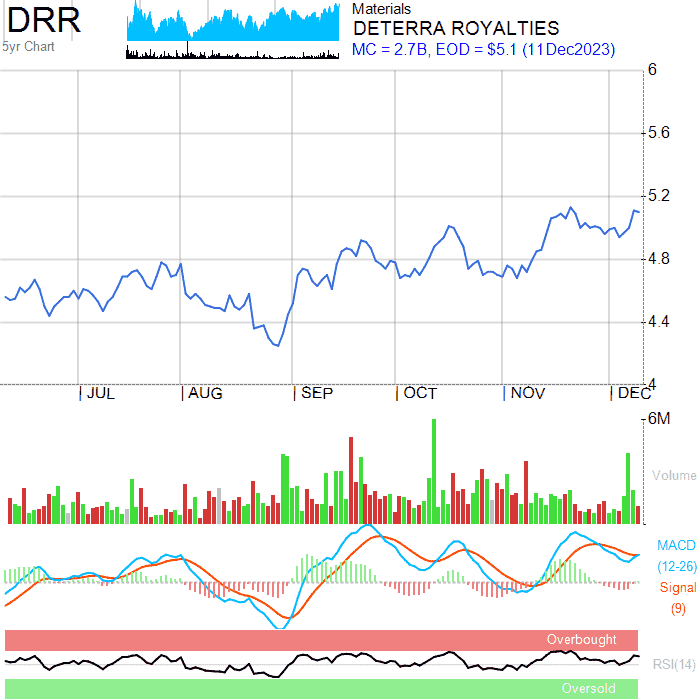 DRR
5yr Chart
Materials
DETERRA ROYALTIES
MC = 2.7B, EOD = $5.1 (11Dec2023)
6
5.6
5.2
4.8
4.4
4
JUL AUG SEP OCT NOV DEC
6M
Volume
MACD
(12-26)
Signal
(9)
Overbought
RSI(14)
Oversold